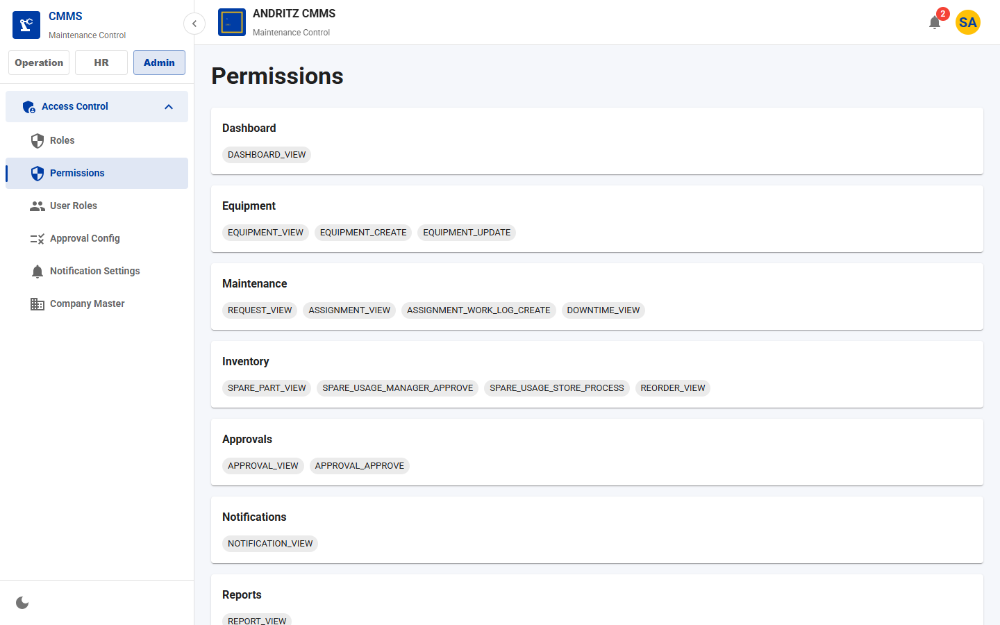 CMMS
Maintenance Control
Operation
HR
Admin
Access Control
Roles
Permissions
User Roles
Approval Config
Notification Settings
Company Master
ANDRITZ CMMS
Maintenance Control
2
SA
Permissions
Dashboard
DASHBOARD_VIEW
Equipment
EQUIPMENT_VIEW EQUIPMENT_CREATE EQUIPMENT_UPDATE
Maintenance
REQUEST_VIEW ASSIGNMENT_VIEW ASSIGNMENT_WORK_LOG_CREATE DOWNTIME_VIEW
Inventory
SPARE_PART_VIEW SPARE_USAGE_MANAGER_APPROVE SPARE_USAGE_STORE_PROCESS REORDER_VIEW
Approvals
APPROVAL_VIEW APPROVAL_APPROVE
Notifications
NOTIFICATION_VIEW
Reports
REPORT_VIEW